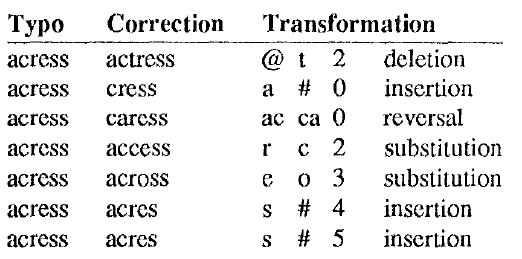 Typo Correction Transformation
acress actress @ t 2 deletion
acress cress a # 0 insertion
acress caress ac ca 0 reversal
acress access r c 2 substitution
acress across e o 3 substitution
acress acres s # 4 insertion
acress acres s # 5 insertion